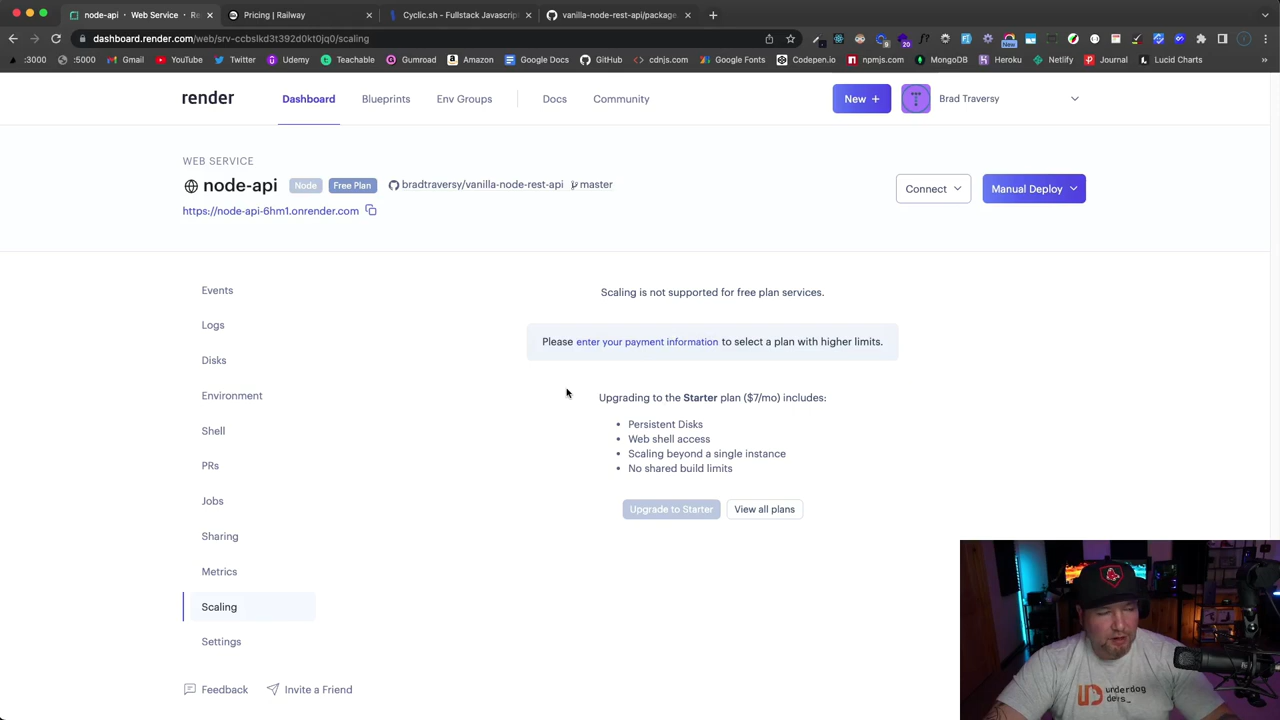 node-api · Web Service · Re
Pricing | Railway
Cyclic.sh - Fullstack Javascrip
vanilla-node-rest-api/package.
dashboard.render.com/web/srv-ccbslkd3t392d0kt0jq0/scaling
:3000
:5000
Gmail
YouTube
Twitter
Udemy
Teachable
Gumroad
Amazon
Google Docs
GitHub
cdnjs.com
Google Fonts
Codepen.io
npmjs.com
MongoDB
Heroku
Netlify
Journal
Lucid Charts
render
Dashboard
Blueprints
Env Groups
Docs
Community
New +
Brad Traversy
WEB SERVICE
node-api
Node
Free Plan
bradtraversy/vanilla-node-rest-api
master
Connect
Manual Deploy
https://node-api-6hm1.onrender.com
Events
Logs
Disks
Environment
Shell
PRs
Jobs
Sharing
Metrics
Scaling
Settings
Feedback
Invite a Friend
Scaling is not supported for free plan services.
Please enter your payment information to select a plan with higher limits.
Upgrading to the Starter plan ($7/mo) includes:
• Persistent Disks
• Web shell access
• Scaling beyond a single instance
• No shared build limits
Upgrade to Starter
View all plans
underdog
devs_